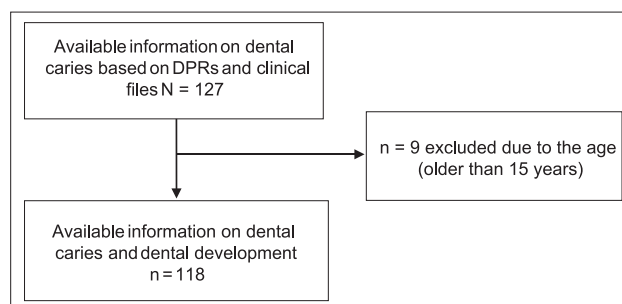 Available information on dental
caries based on DPRs and clinical
files N = 127
n = 9 excluded due to the age
(older than 15 years)
Available information on dental
caries and dental development
n = 118